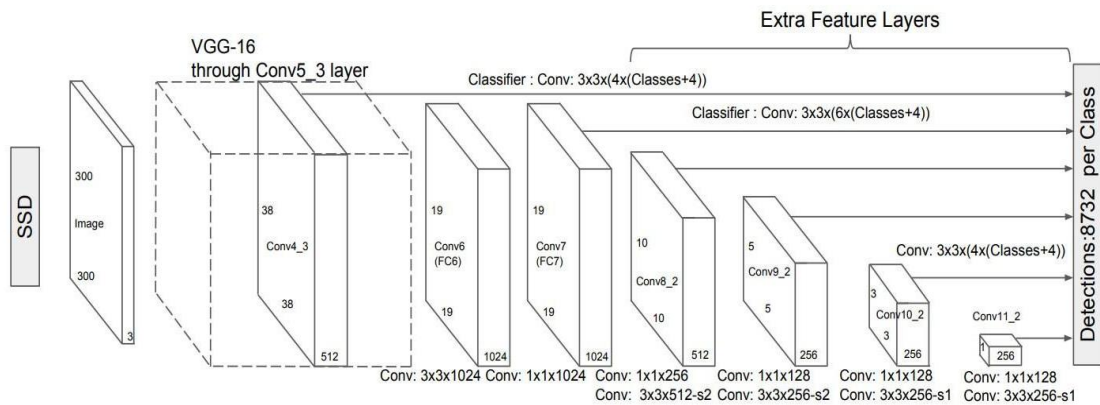 Extra Feature Layers
VGG-16
through Conv5_3 layer
Classifier : Conv: 3x3x(4x(Classes+4))
Classifier : Conv: 3x3x(6x(Classes+4))
SSD
300
Image
300
3
38
Conv4_3
38
512
19
Conv6
(FC6)
19
1024
19
Conv7
(FC7)
19
1024
10
Conv8_2
10
512
5
Conv9_2
5
256
Conv: 3x3x(4x(Classes+4))
3
Conv10_2
3
256
Conv11_2
1
256
Detections:8732 per Class
Conv: 3x3x1024
Conv: 1x1x1024
Conv: 1x1x256
Conv: 3x3x512-s2
Conv: 1x1x128
Conv: 3x3x256-s2
Conv: 1x1x128
Conv: 3x3x256-s1
Conv: 1x1x128
Conv: 3x3x256-s1